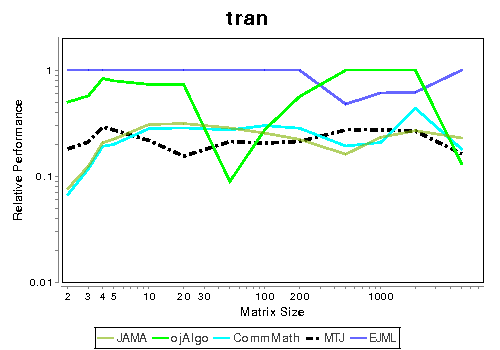 tran
Relative Performance
1
0.1
0.01
2 3 4 5 10 20 30 100 200 1000
Matrix Size
JAMA ojAlgo CommMath MTJ EJML